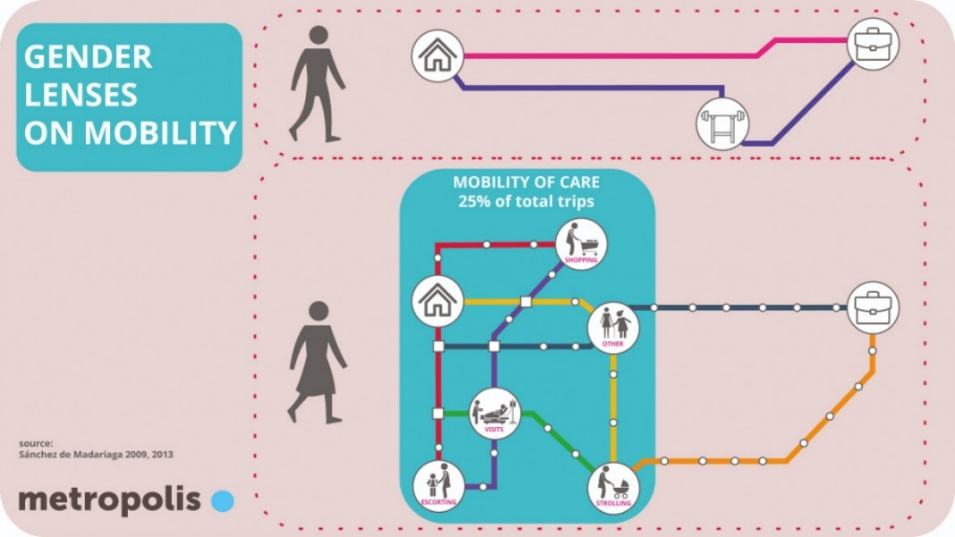 GENDER
LENSES
ON MOBILITY
MOBILITY OF CARE
25% of total trips
SHOPPING
OTHER
VISITS
ESCORTING
STROLLING
source:
Sánchez de Madariaga 2009, 2013
metropolis